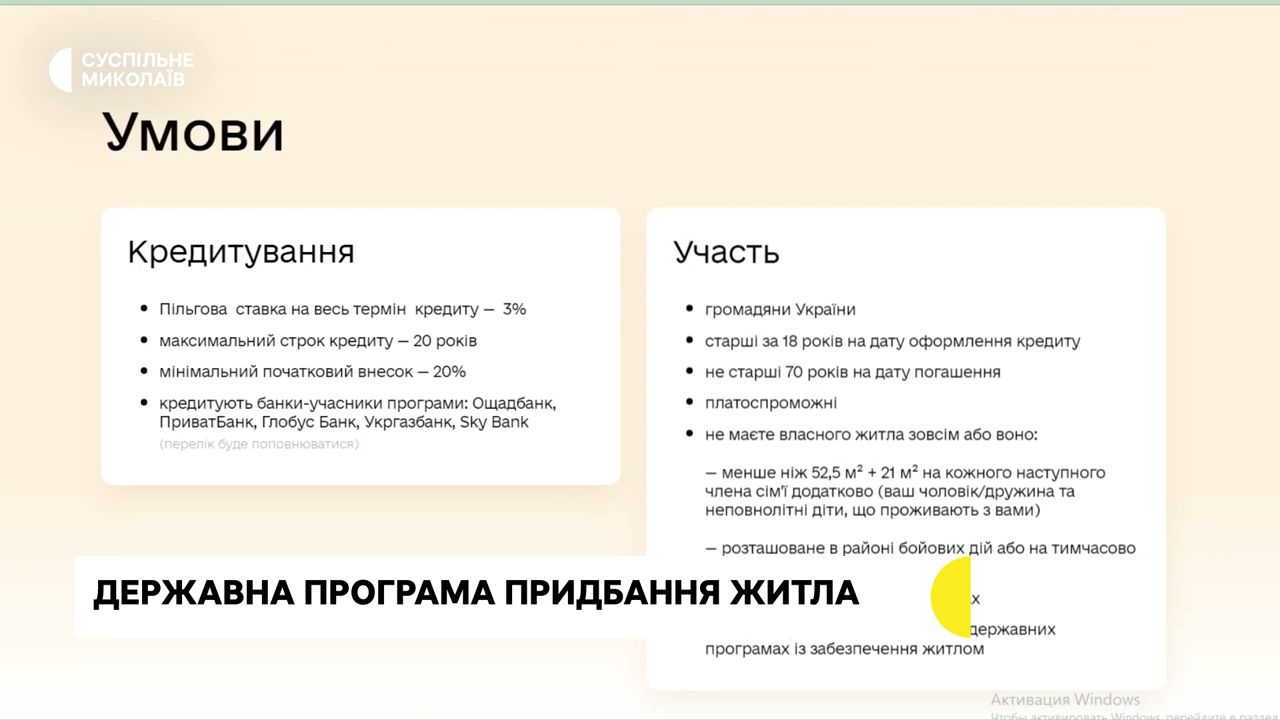 СУСПІЛЬНЕ
МИКОЛАЇВ
Умови
Кредитування
Пільгова ставка на весь термін кредиту – 3%
максимальний строк кредиту – 20 років
мінімальний початковий внесок – 20%
кредитують банки-учасники програми: Ощадбанк,
ПриватБанк, Глобус Банк, Укргазбанк, Sky Bank
(перелік буде поповнюватися)
Участь
громадяни України
старші за 18 років на дату оформлення кредиту
не старші 70 років на дату погашення
платоспроможні
не маєте власного житла зовсім або воно:
– менше ніж 52,5 м² + 21 м² на кожного наступного
члена сім'ї додатково (ваш чоловік/дружина та
неповнолітні діти, що проживають з вами)
– розташоване в районі бойових дій або на тимчасово
державних
програмах із забезпечення житлом
ДЕРЖАВНА ПРОГРАМА ПРИДБАННЯ ЖИТЛА
Активация Windows
Чтобы активировать Windows, перейдите в раздел